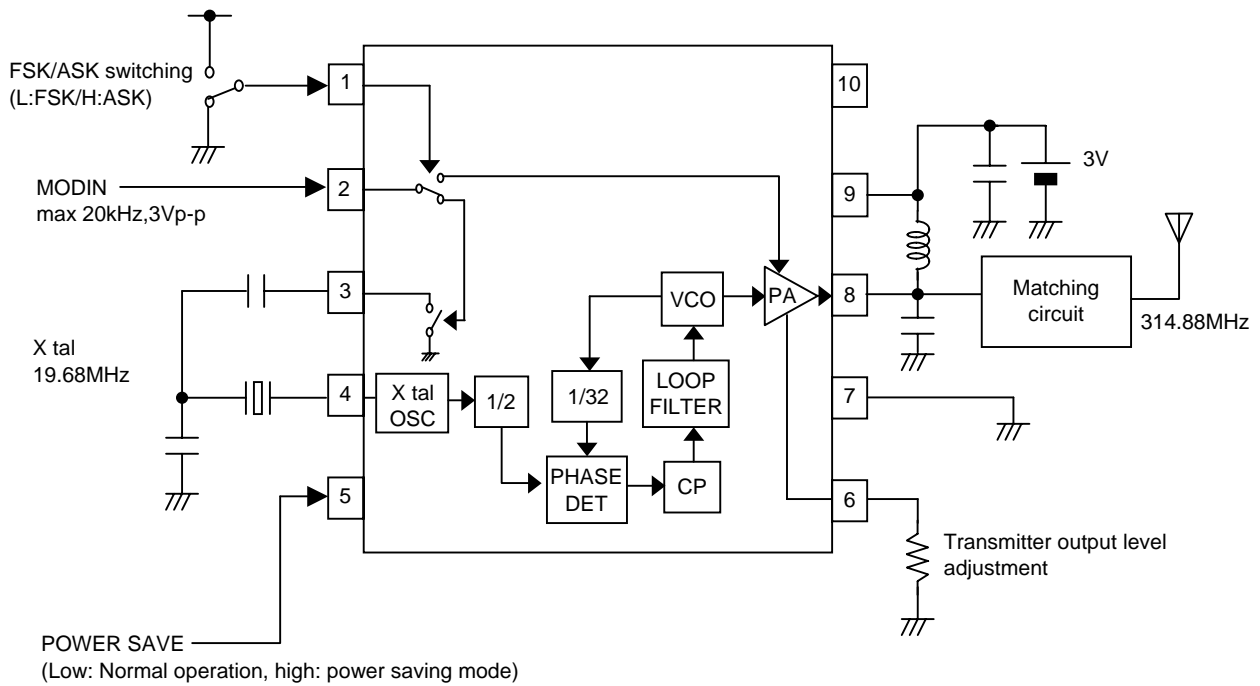 FSK/ASK switching
(L:FSK/H:ASK)
1
10
MODIN
max 20kHz,3Vp-p
2
9
3V
3
VCO
PA
8
Matching
circuit
314.88MHz
X tal
19.68MHz
4
X tal
OSC
1/2
1/32
LOOP
FILTER
7
5
PHASE
DET
CP
6
Transmitter output level
adjustment
POWER SAVE
(Low: Normal operation, high: power saving mode)